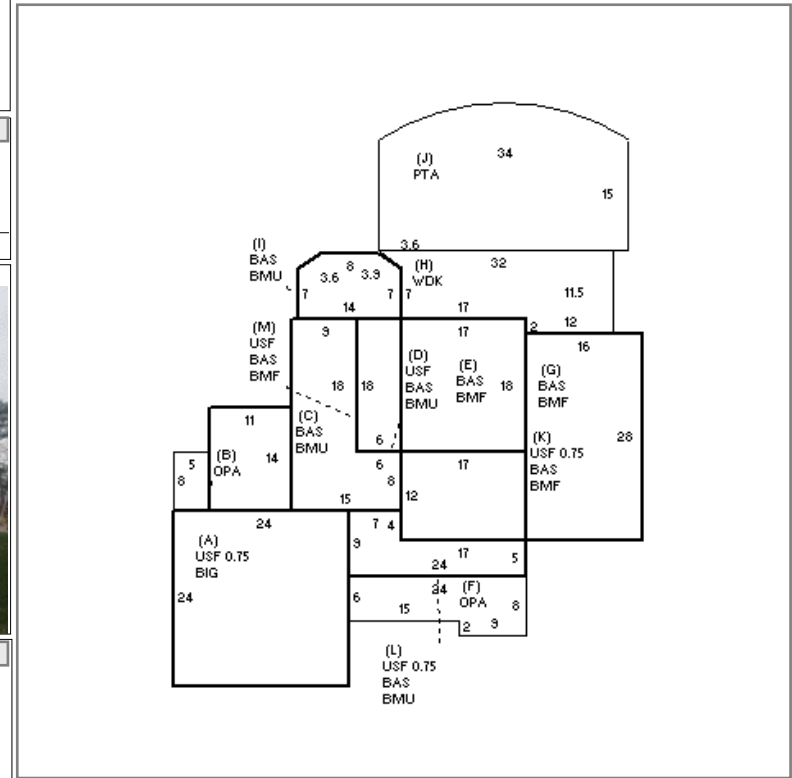 34
(J)
PTA
15
3.6
(I)
BAS
BMU
8
3.6
3.9
(H)
WDK
32
7
7
7
11.5
14
17
2
12
(M)
USF
BAS
BMF
9
17
16
(D)
USF
BAS
BMU
(E)
BAS
BMF
(G)
BAS
BMF
18
18
18
11
(C)
BAS
BMU
28
(K)
USF 0.75
BAS
BMF
6
5
(B)
OPA
14
6
17
8
8
15
12
24
7
4
(A)
USF 0.75
BIG
9
17
5
24
24
24
6
(F)
OPA
15
8
2
9
(L)
USF 0.75
BAS
BMU